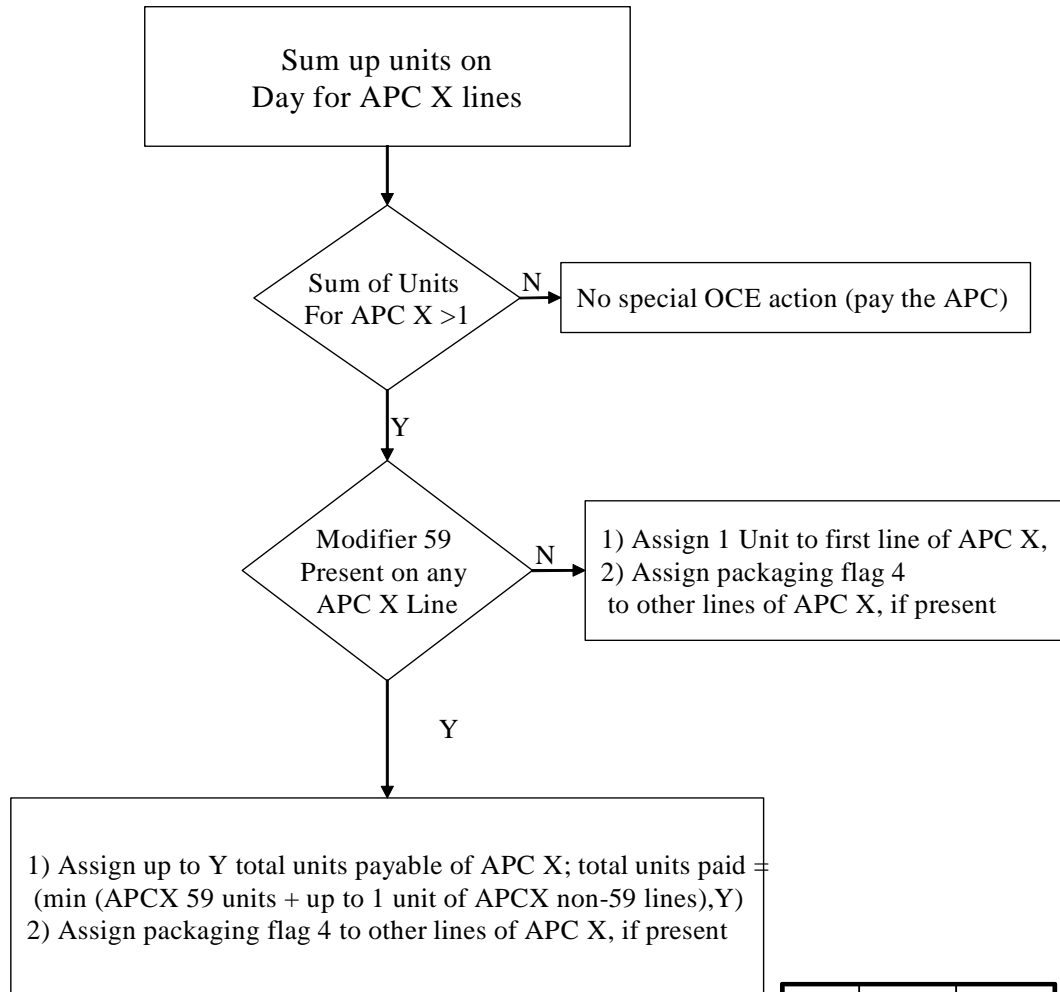 Sum up units on
Day for APC X lines
Sum of Units
For APC X >1
N
No special OCE action (pay the APC)
Y
Modifier 59
Present on any
APC X Line
N
1) Assign 1 Unit to first line of APC X,
2) Assign packaging flag 4
to other lines of APC X, if present
Y
1) Assign up to Y total units payable of APC X; total units paid =
(min (APCX 59 units + up to 1 unit of APCX non-59 lines),Y)
2) Assign packaging flag 4 to other lines of APC X, if present